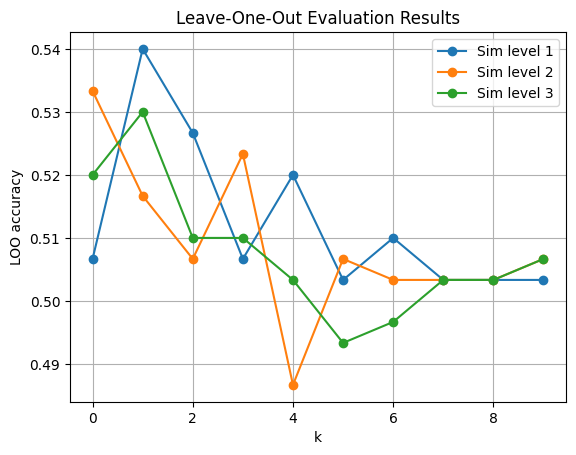 Leave-One-Out Evaluation Results
Sim level 1
Sim level 2
Sim level 3
LOO accuracy
0.54
0.53
0.52
0.51
0.50
0.49
0 2 4 6 8
k